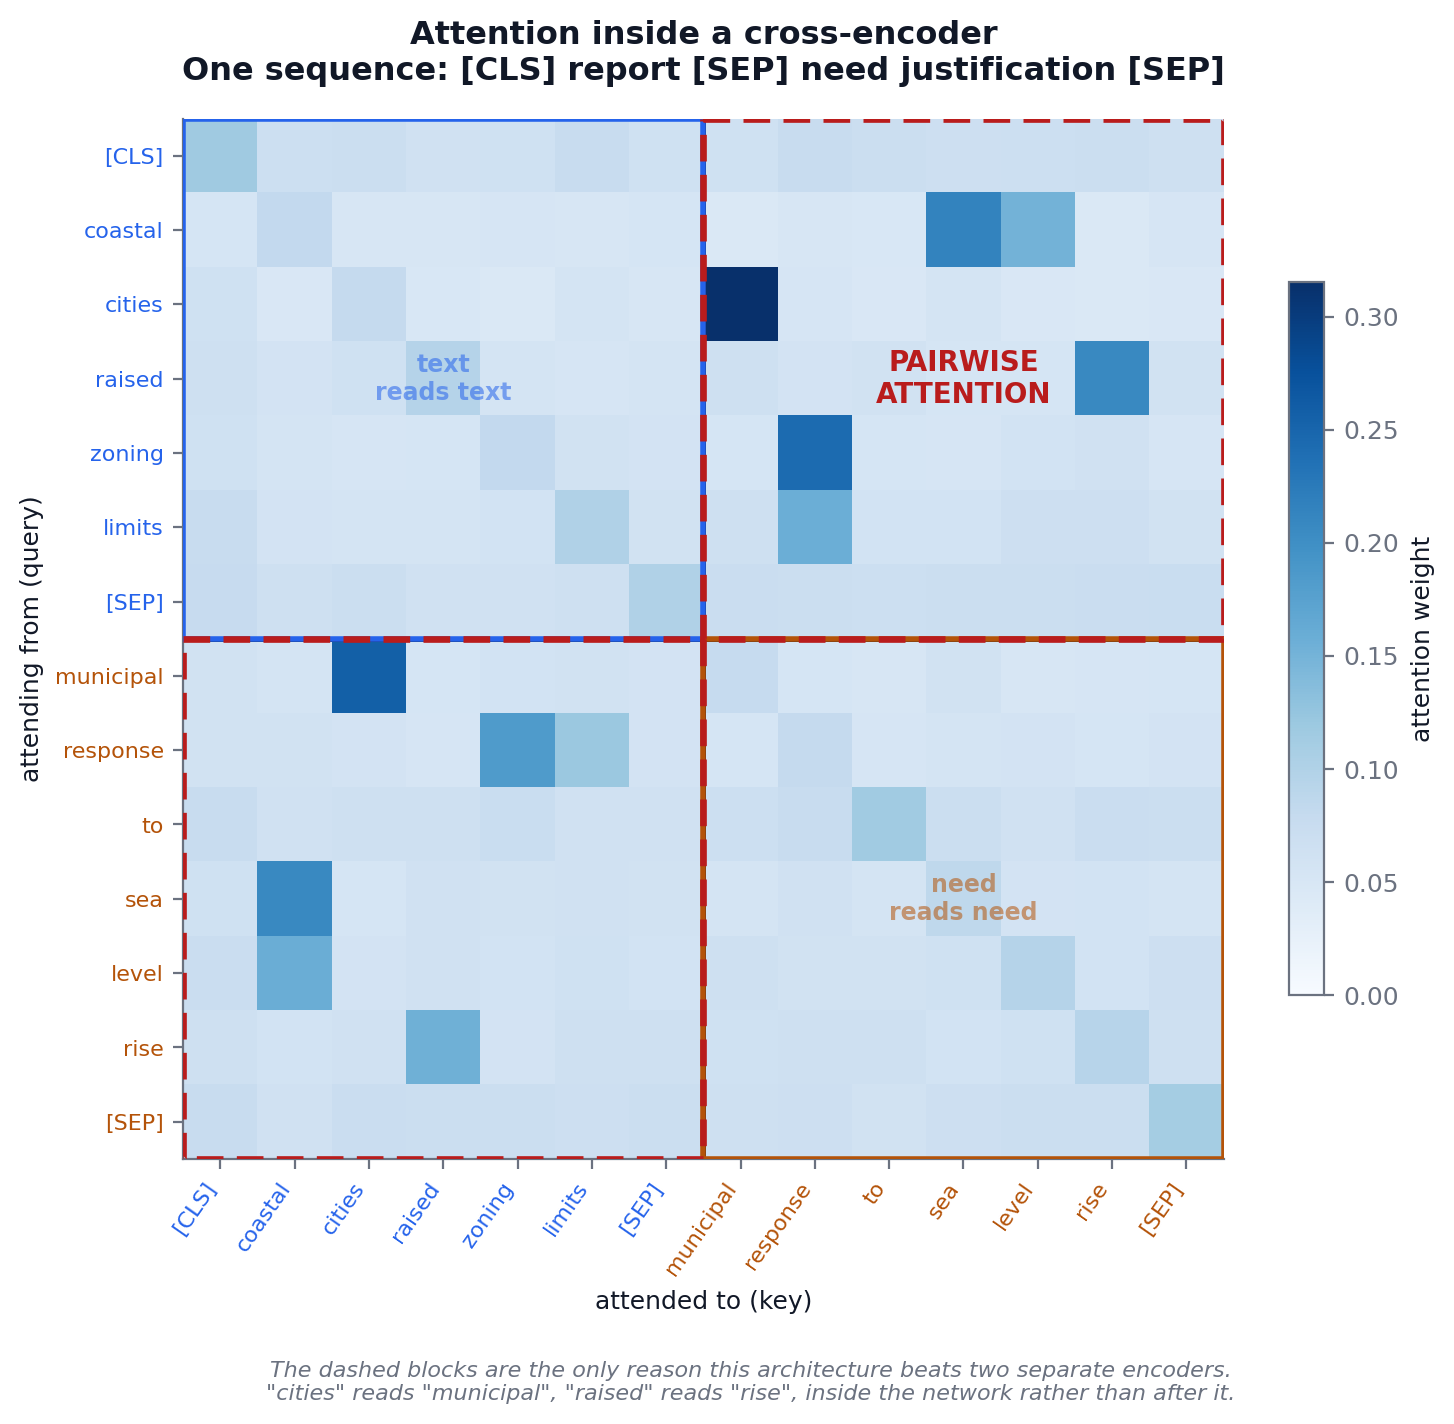 Attention inside a cross-encoder
One sequence: [CLS] report [SEP] need justification [SEP]
[CLS]
coastal
cities
raised
zoning
limits
[SEP]
municipal
response
to
sea
level
rise
[SEP]
attending from (query)
text
reads text
PAIRWISE
ATTENTION
need
reads need
[CLS]
coastal
cities
raised
zoning
limits
[SEP]
municipal
response
to
sea
level
rise
[SEP]
attended to (key)
0.30
0.25
0.20
0.15
0.10
0.05
0.00
attention weight
The dashed blocks are the only reason this architecture beats two separate encoders.
"cities" reads "municipal", "raised" reads "rise", inside the network rather than after it.